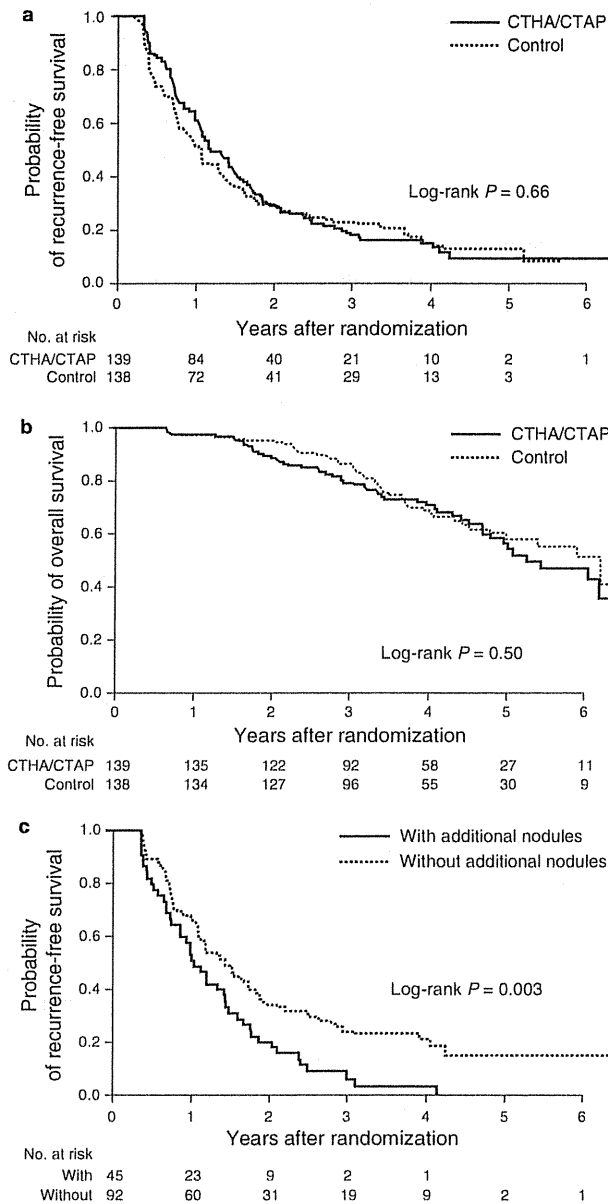 a
CTHA/CTAP
Control
Probability
of recurrence-free survival
1.0
0.8
0.6
0.4
0.2
0.0
Log-rank P = 0.66
0 1 2 3 4 5 6
Years after randomization
No. at risk
CTHA/CTAP 139 84 40 21 10 2 1
Control 138 72 41 29 13 3
b
CTHA/CTAP
Control
Probability of overall survival
1.0
0.8
0.6
0.4
0.2
0.0
Log-rank P = 0.50
0 1 2 3 4 5 6
Years after randomization
No. at risk
CTHA/CTAP 139 135 122 92 58 27 11
Control 138 134 127 96 55 30 9
c
With additional nodules
Without additional nodules
Probability
of recurrence-free survival
1.0
0.8
0.6
0.4
0.2
0.0
Log-rank P = 0.003
0 1 2 3 4 5 6
Years after randomization
No. at risk
With 45 23 9 2 1
Without 92 60 31 19 9 2 1